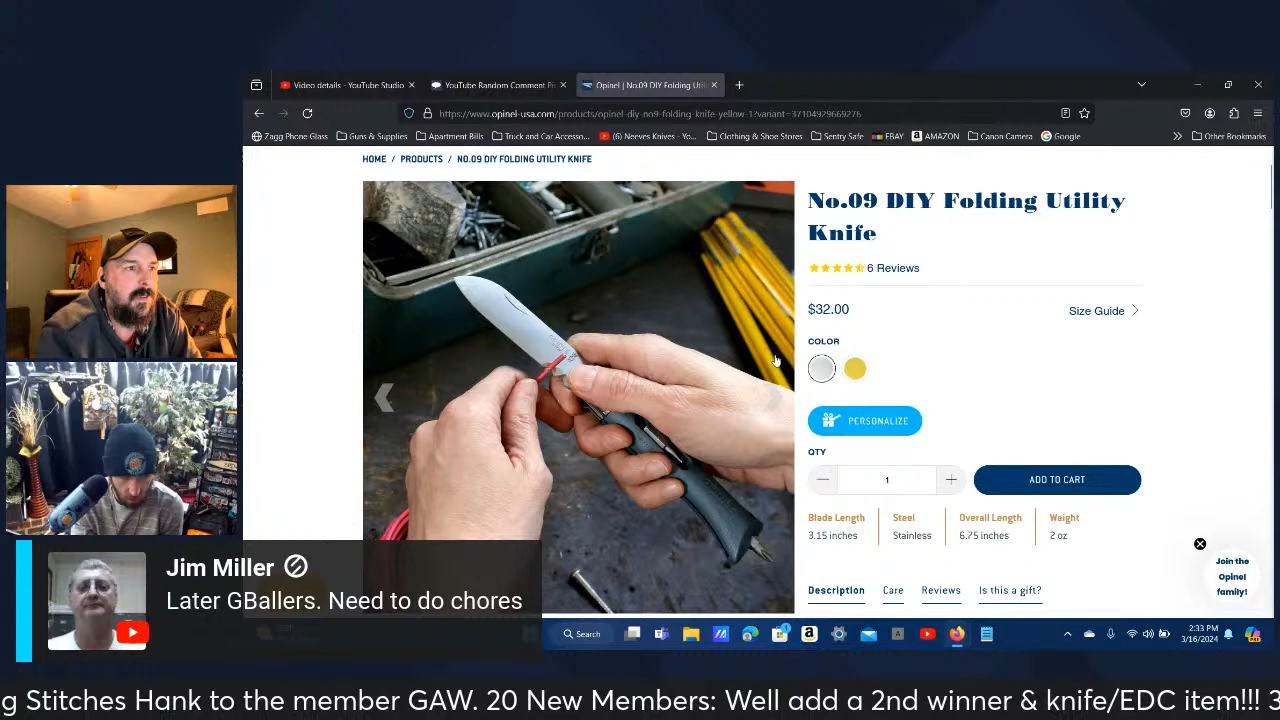 Video details - YouTube Studio
YouTube Random Comment Pi
Opinel | No.09 DIY Folding Util
https://www.opinel-usa.com/products/opinel-diy-no9-folding-knife-yellow-1?variant=37104929669276
Zagg Phone Glass
Guns & Supplies
Apartment Bills
Truck and Car Accesso...
(6) Neeves Knives - Yo...
Clothing & Shoe Stores
Sentry Safe
EBAY
AMAZON
Canon Camera
Google
Other Bookmarks
HOME / PRODUCTS / NO.09 DIY FOLDING UTILITY KNIFE
No.09 DIY Folding Utility
Knife
6 Reviews
$32.00
Size Guide
COLOR
PERSONALIZE
QTY
1
ADD TO CART
Blade Length
3.15 inches
Steel
Stainless
Overall Length
6.75 inches
Weight
2 oz
Join the
Opinel
family!
Description
Care
Reviews
Is this a gift?
Jim Miller
Later GBallers. Need to do chores
Search
2:33 PM
3/16/2024
g Stitches Hank to the member GAW. 20 New Members: Well add a 2nd winner & knife/EDC item!!! 3